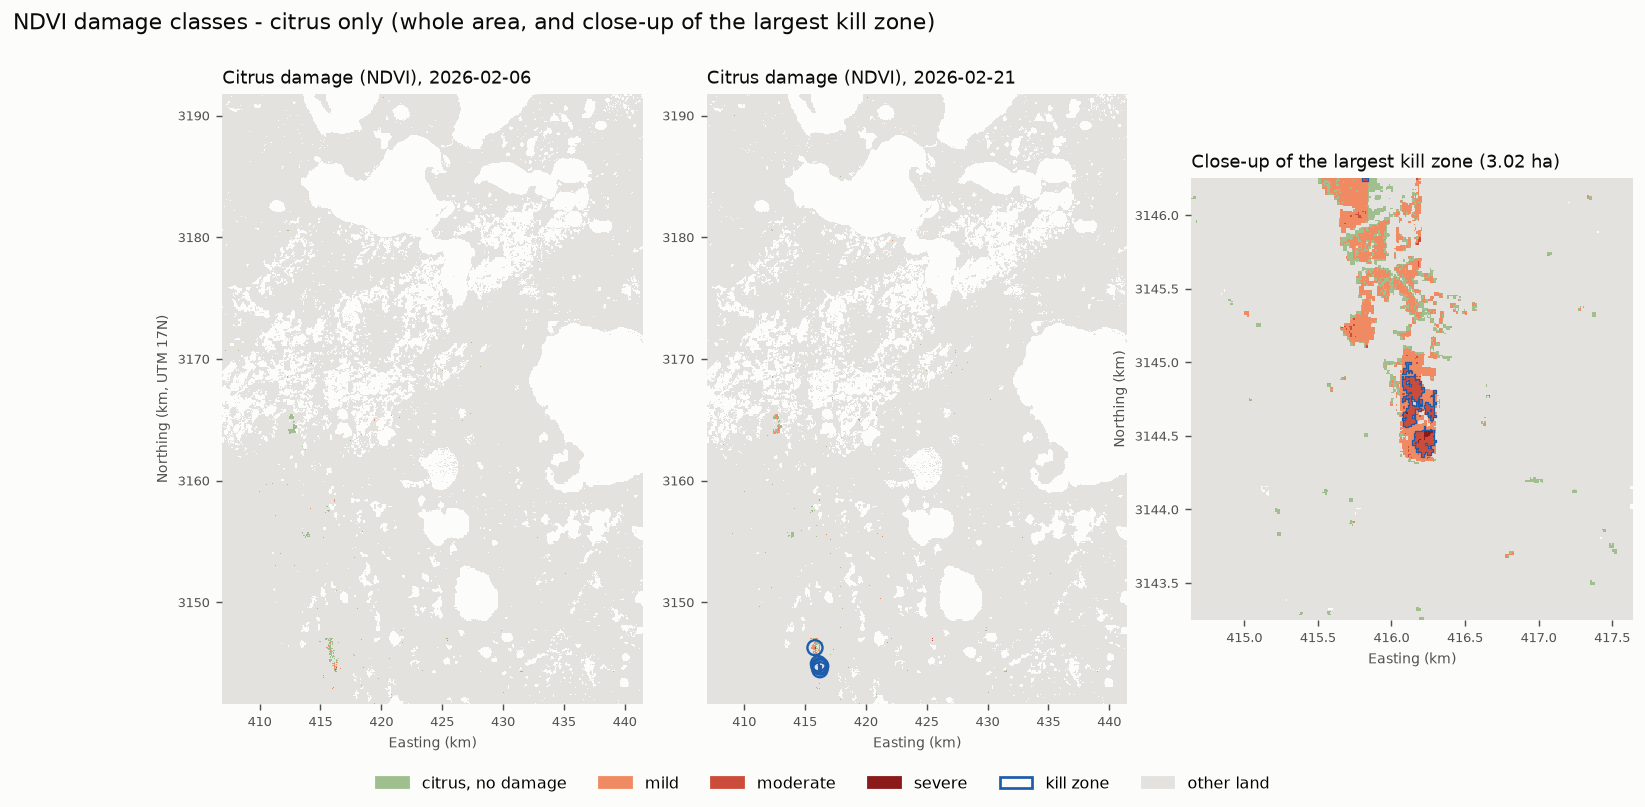 NDVI damage classes - citrus only (whole area, and close-up of the largest kill zone)
Citrus damage (NDVI), 2026-02-06
3190
3180
3170
3160
3150
Northing (km, UTM 17N)
410 415 420 425 430 435 440
Easting (km)
Citrus damage (NDVI), 2026-02-21
3190
3180
3170
3160
3150
410 415 420 425 430 435 440
Easting (km)
Close-up of the largest kill zone (3.02 ha)
3146.0
3145.5
3145.0
3144.5
3144.0
3143.5
Northing (km)
415.0 415.5 416.0 416.5 417.0 417.5
Easting (km)
citrus, no damage mild moderate severe kill zone other land